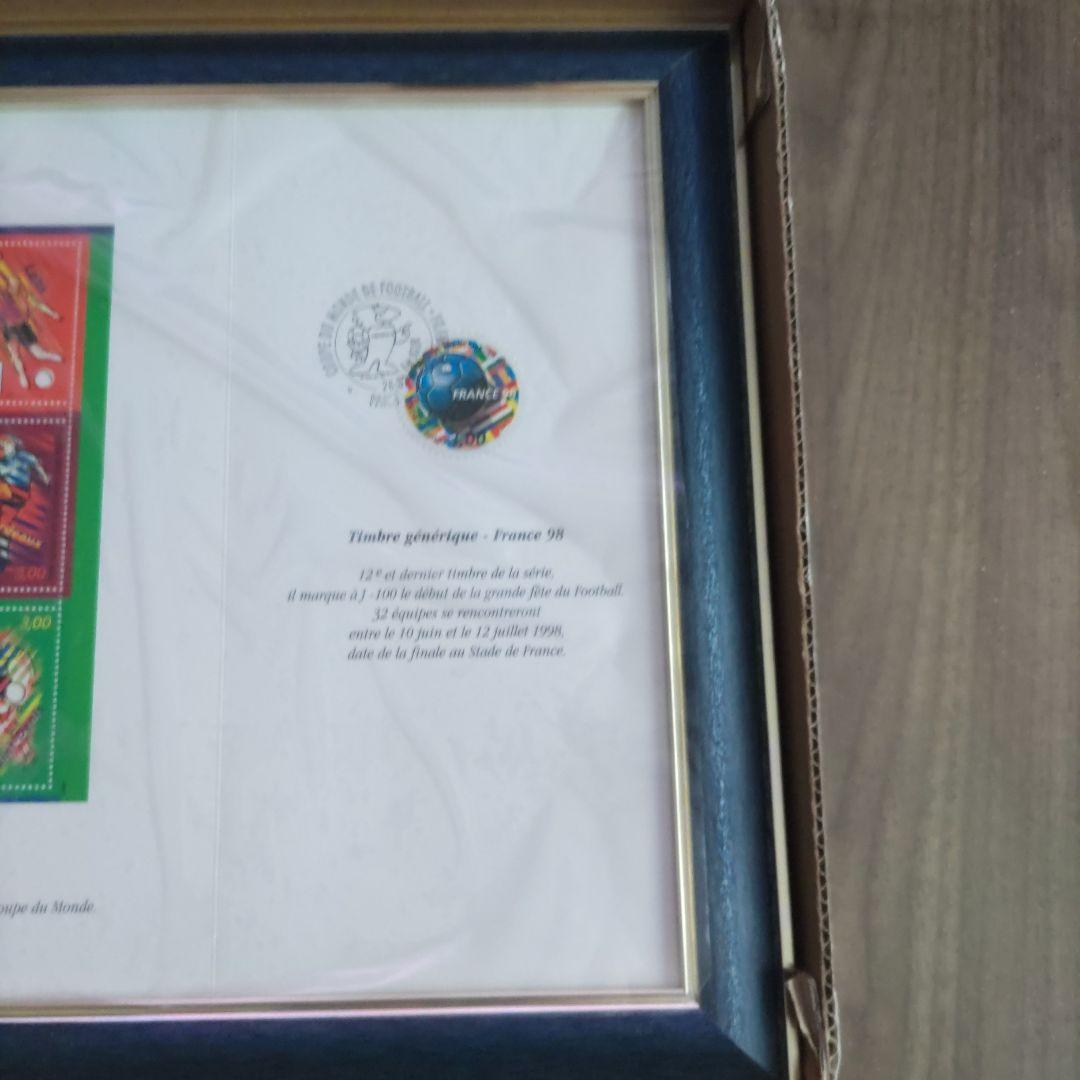 Lens
COUPE DU MONDE DE FOOTBALL
PARIS
FRANCE 98
3,00
Bordeaux
3,00
3,00
Timbre générique - France 98
12e et dernier timbre de la série,
il marque à J -100 le début de la grande fête du Football.
32 équipes se rencontreront
entre le 10 juin et le 12 juillet 1998,
date de la finale au Stade de France.
oupe du Monde.